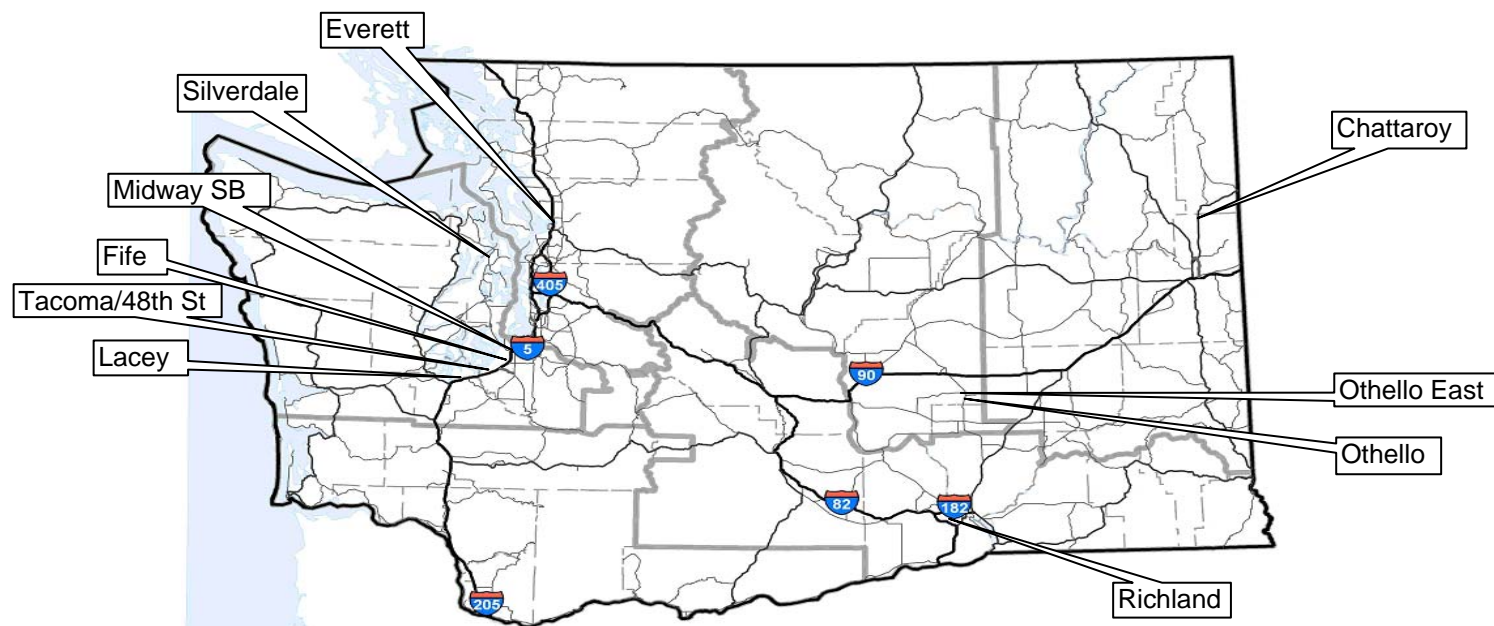 Everett
Silverdale
Chattaroy
Midway SB
Fife
405
Tacoma/48th St
5
Lacey
90
Othello East
Othello
82
182
Richland
205